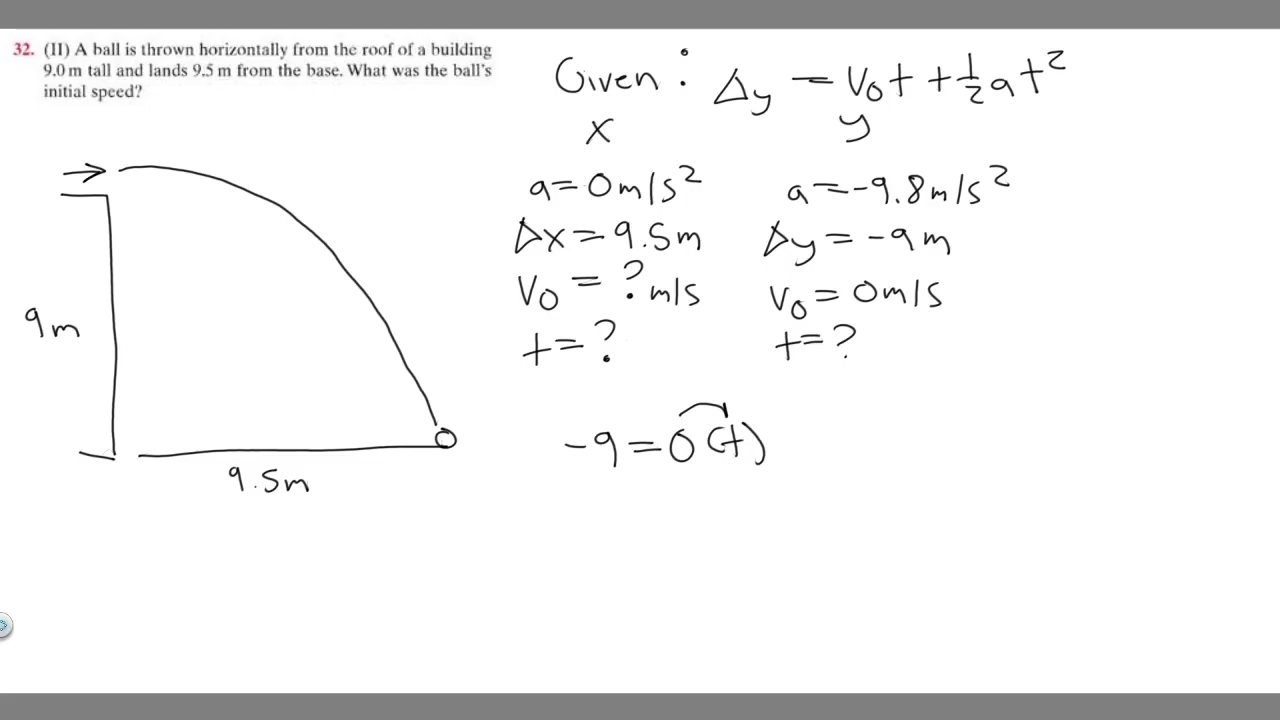 32. (II) A ball is thrown horizontally from the roof of a building
9.0 m tall and lands 9.5 m from the base. What was the ball's
initial speed?
Given : Δy = v₀t + ½at²
x
a = 0 m/s²
Δx = 9.5m
v₀ = ? m/s
t = ?
y
a = -9.8 m/s²
Δy = -9 m
v₀ = 0 m/s
t = ?
9m
9.5m
-9 = 0(t)